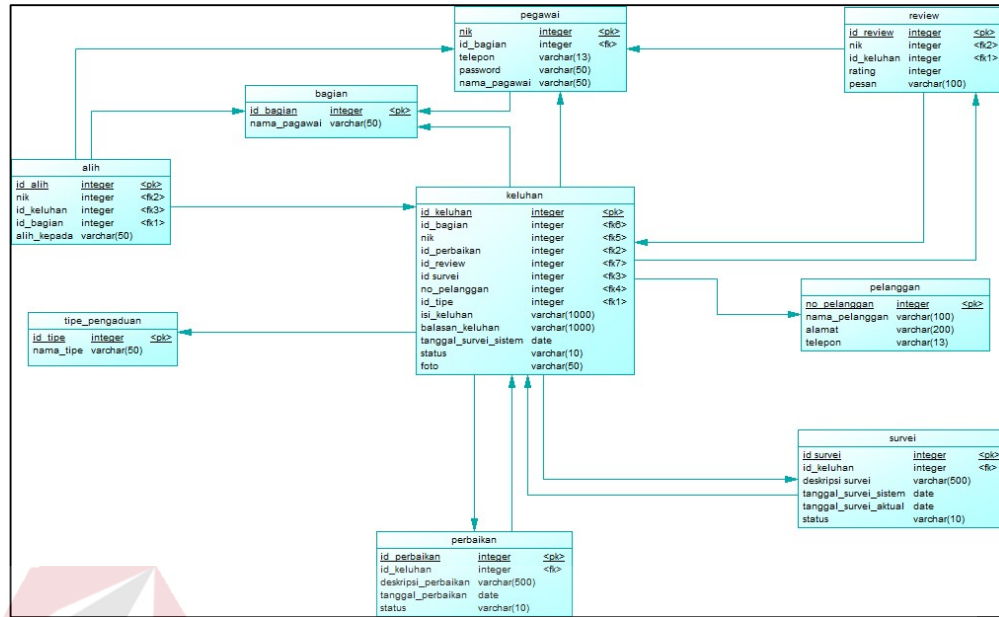 pegawai
nik integer <pk>
id_bagian integer <fk>
telepon varchar(13)
password varchar(50)
nama_pagawai varchar(50)
review
id_review integer <pk>
nik integer <fk2>
id_keluhan integer <fk1>
rating integer
pesan varchar(100)
bagian
id_bagian integer <pk>
nama_pagawai varchar(50)
alih
id_alih integer <pk>
nik integer <fk2>
id_keluhan integer <fk3>
id_bagian integer <fk1>
alih_kepada varchar(50)
keluhan
id_keluhan integer <pk>
id_bagian integer <fk6>
nik integer <fk5>
id_perbaikan integer <fk2>
id_review integer <fk7>
id survei integer <fk3>
no_pelanggan integer <fk4>
id_tipe integer <fk1>
isi_keluhan varchar(1000)
balasan_keluhan varchar(1000)
tanggal_survei_sistem date
status varchar(10)
foto varchar(50)
pelanggan
no_pelanggan integer <pk>
nama_pelanggan varchar(100)
alamat varchar(200)
telepon varchar(13)
tipe_pengaduan
id_tipe integer <pk>
nama_tipe varchar(50)
survei
id survei integer <pk>
id_keluhan integer <fk>
deskripsi survei varchar(500)
tanggal_survei_sistem date
tanggal_survei_aktual date
status varchar(10)
perbaikan
id_perbaikan integer <pk>
id_keluhan integer <fk>
deskripsi_perbaikan varchar(500)
tanggal_perbaikan date
status varchar(10)